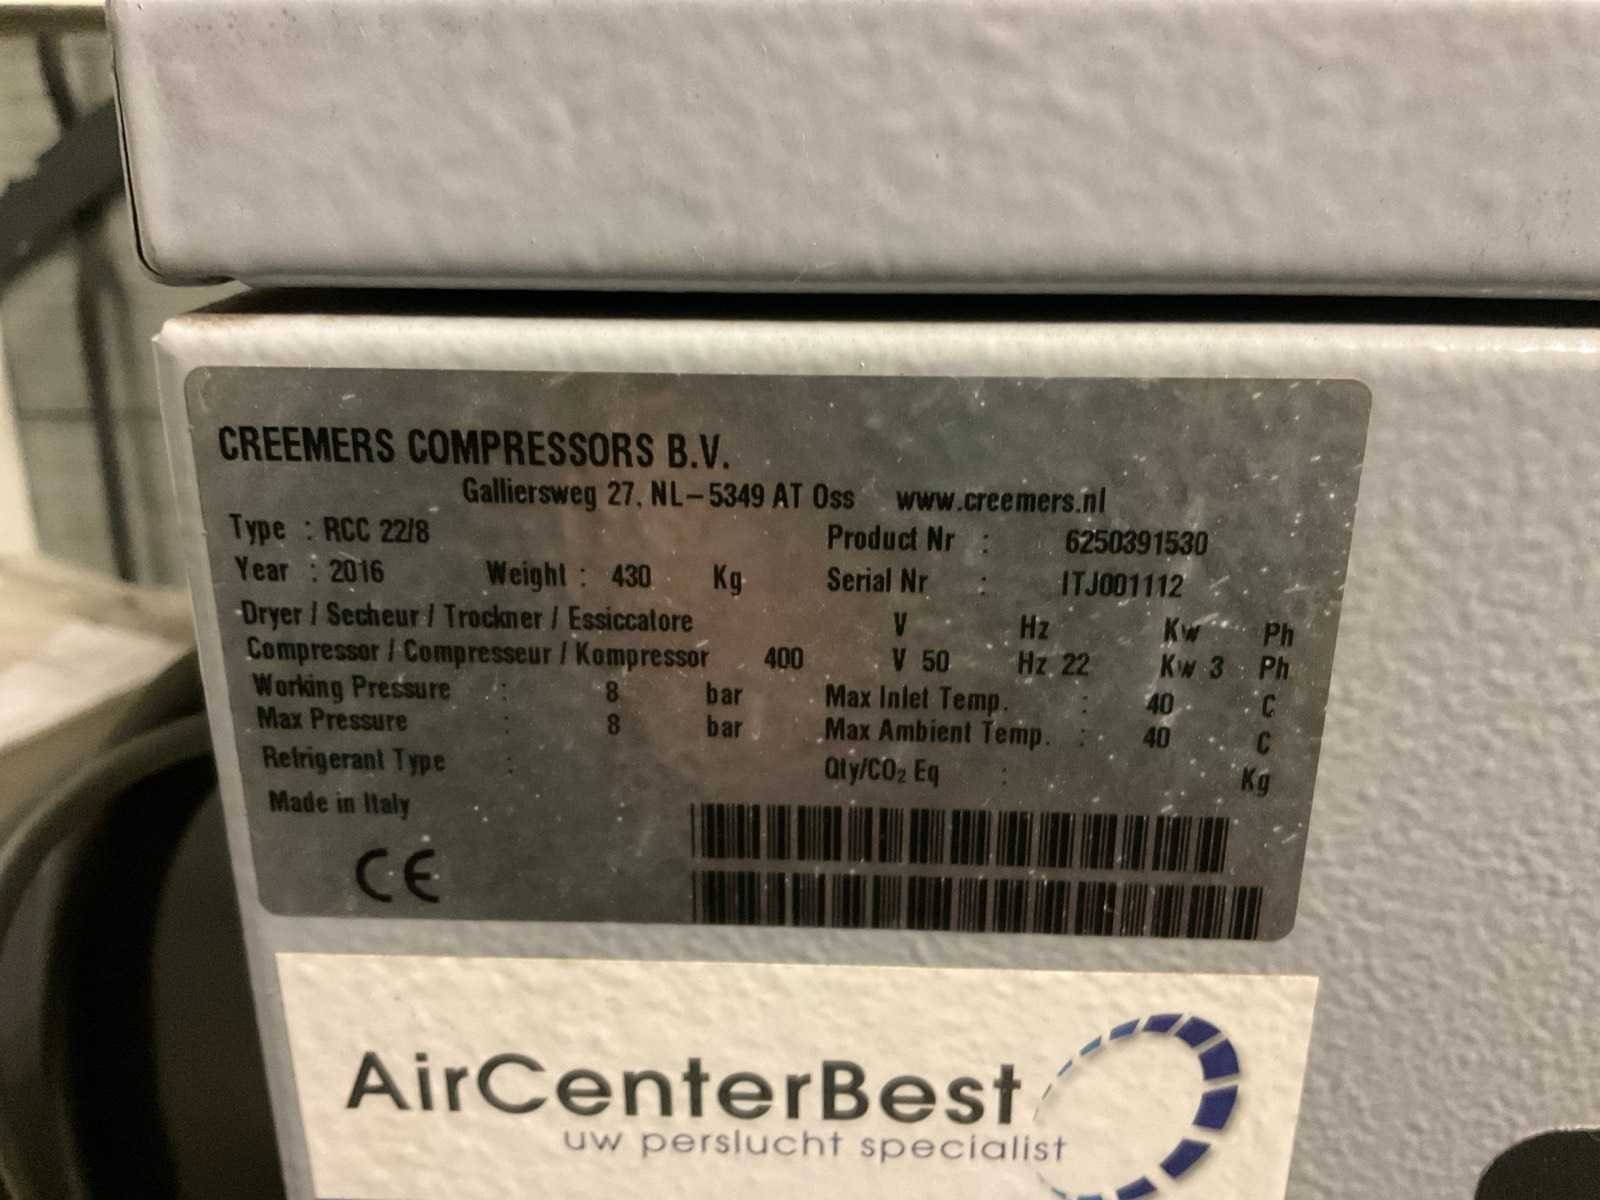 CREEMERS COMPRESSORS B.V.
Galliersweg 27, NL-5349 AT Oss www.creemers.nl
Type : RCC 22/8 Product Nr : 6250391530
Year : 2016 Weight : 430 Kg Serial Nr : ITJ001112
Dryer / Secheur / Trockner / Essiccatore V Hz Kw Ph
Compressor / Compresseur / Kompressor 400 V 50 Hz 22 Kw 3 Ph
Working Pressure : 8 bar Max Inlet Temp. : 40 C
Max Pressure : 8 bar Max Ambient Temp. : 40 C
Refrigerant Type : Qty/CO2 Eq : Kg
Made in Italy
CE
AirCenterBest
uw perslucht specialist